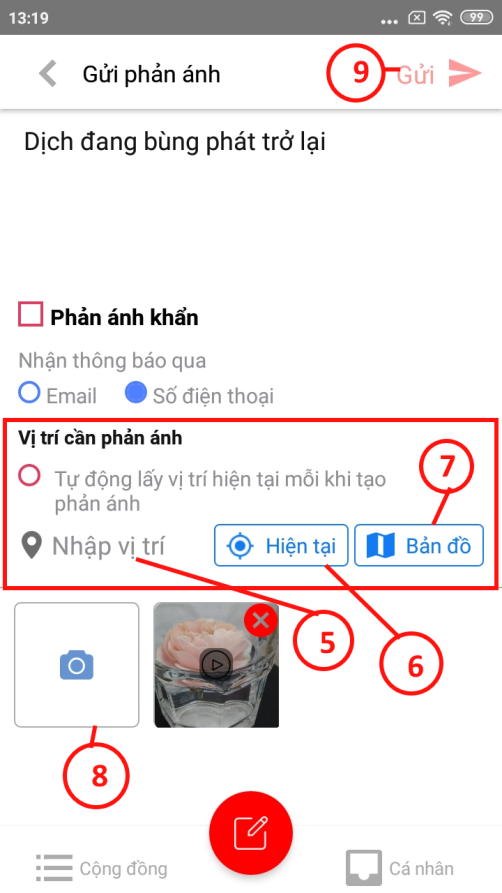 13:19 99
Gửi phản ánh 9 Gửi
Dịch đang bùng phát trở lại
Phản ánh khẩn
Nhận thông báo qua
Email Số điện thoại
Vị trí cần phản ánh
7
Tự động lấy vị trí hiện tại mỗi khi tạo
phản ánh
Nhập vị trí Hiện tại Bản đồ
5
6
8
Cộng đồng Cá nhân